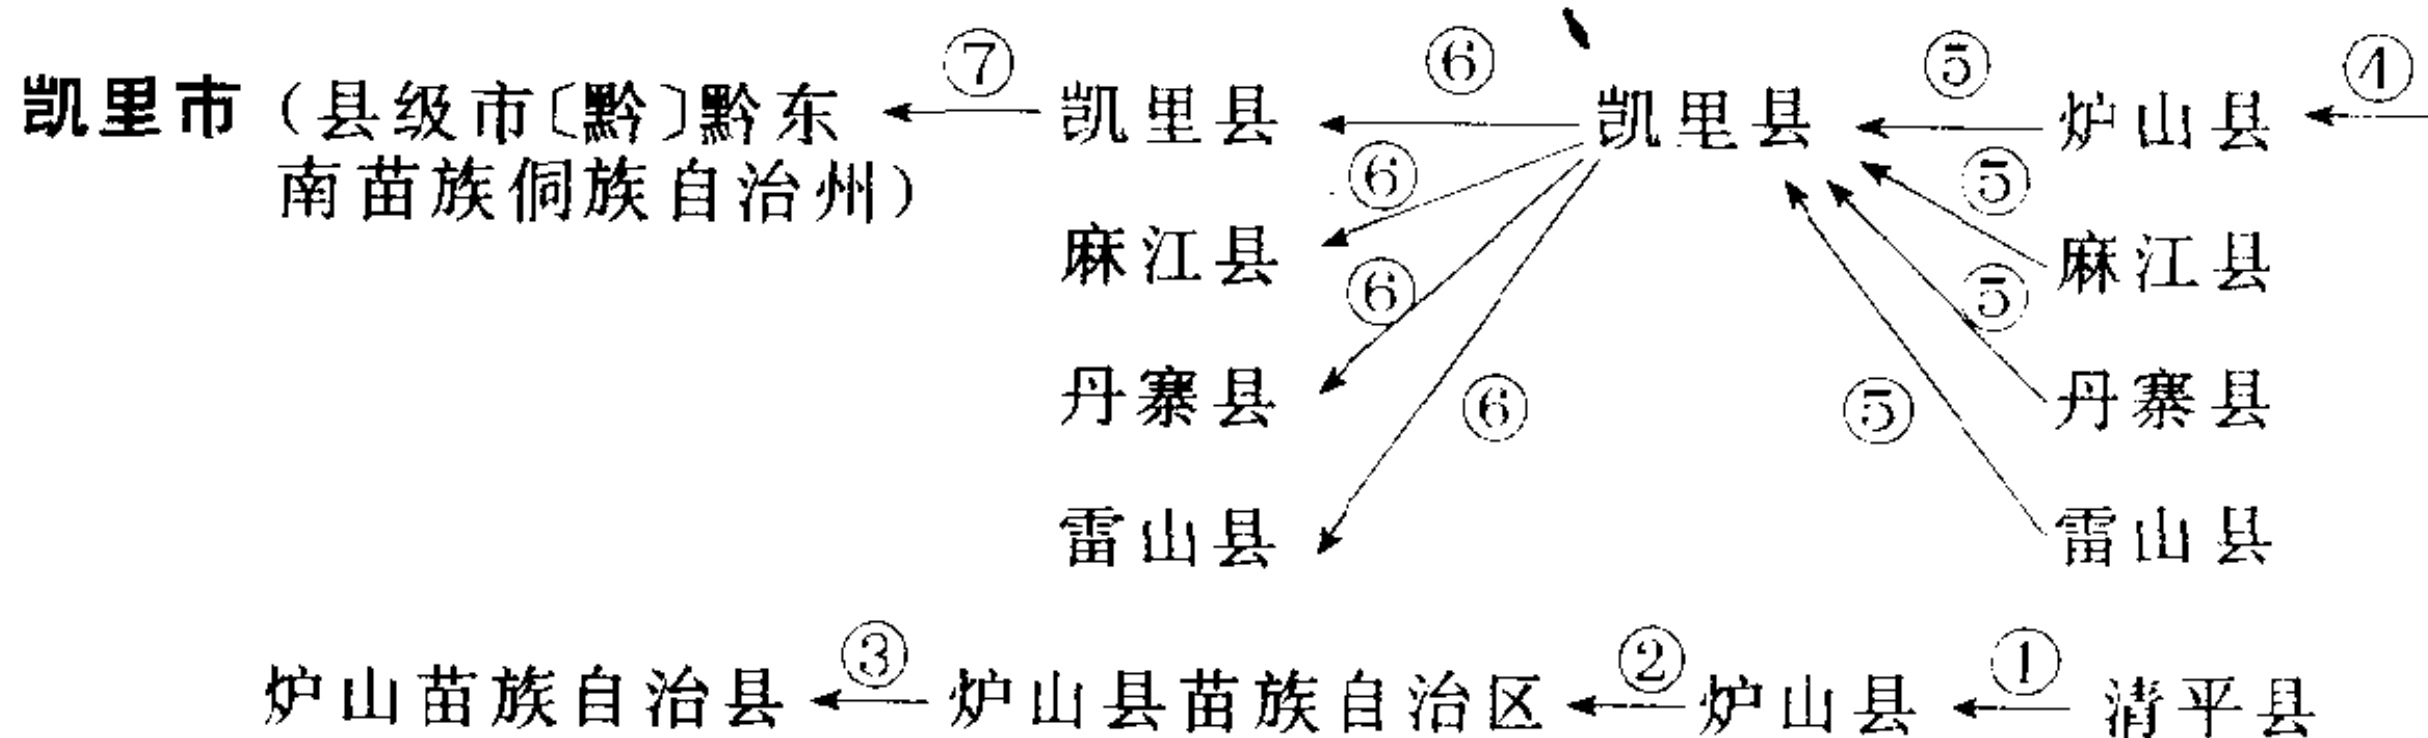 ⑦ ⑥ ⑤ ④
凯里市（县级市〔黔〕黔东 凯里县 凯里县 炉山县
南苗族侗族自治州） ⑥ ⑤
麻江县 麻江县
⑥ ⑤
丹寨县 ⑥ ⑤ 丹寨县
雷山县 雷山县
③ ② ①
炉山苗族自治县 炉山县苗族自治区 炉山县 清平县